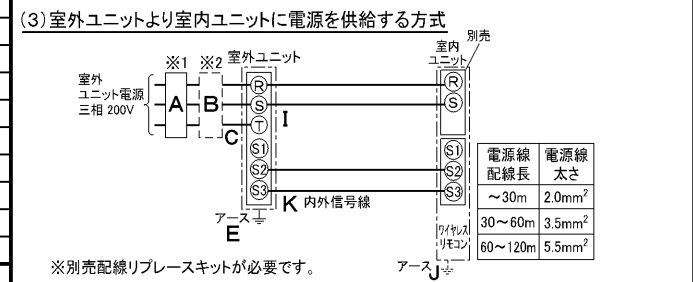 (3)室外ユニットより室内ユニットに電源を供給する方式
別売
※1 ※2 室外ユニット
室内
ユニット
室外
ユニット電源
三相 200V
A B
C
R
S
T
S1
S2
S3
I
K 内外信号線
R
S
S1
S2
S3
アース
E
ワイヤレス
リモコン
アース J
電源線
配線長
電源線
太さ
～30m 2.0mm²
30～60m 3.5mm²
60～120m 5.5mm²
※別売配線リプレースキットが必要です。